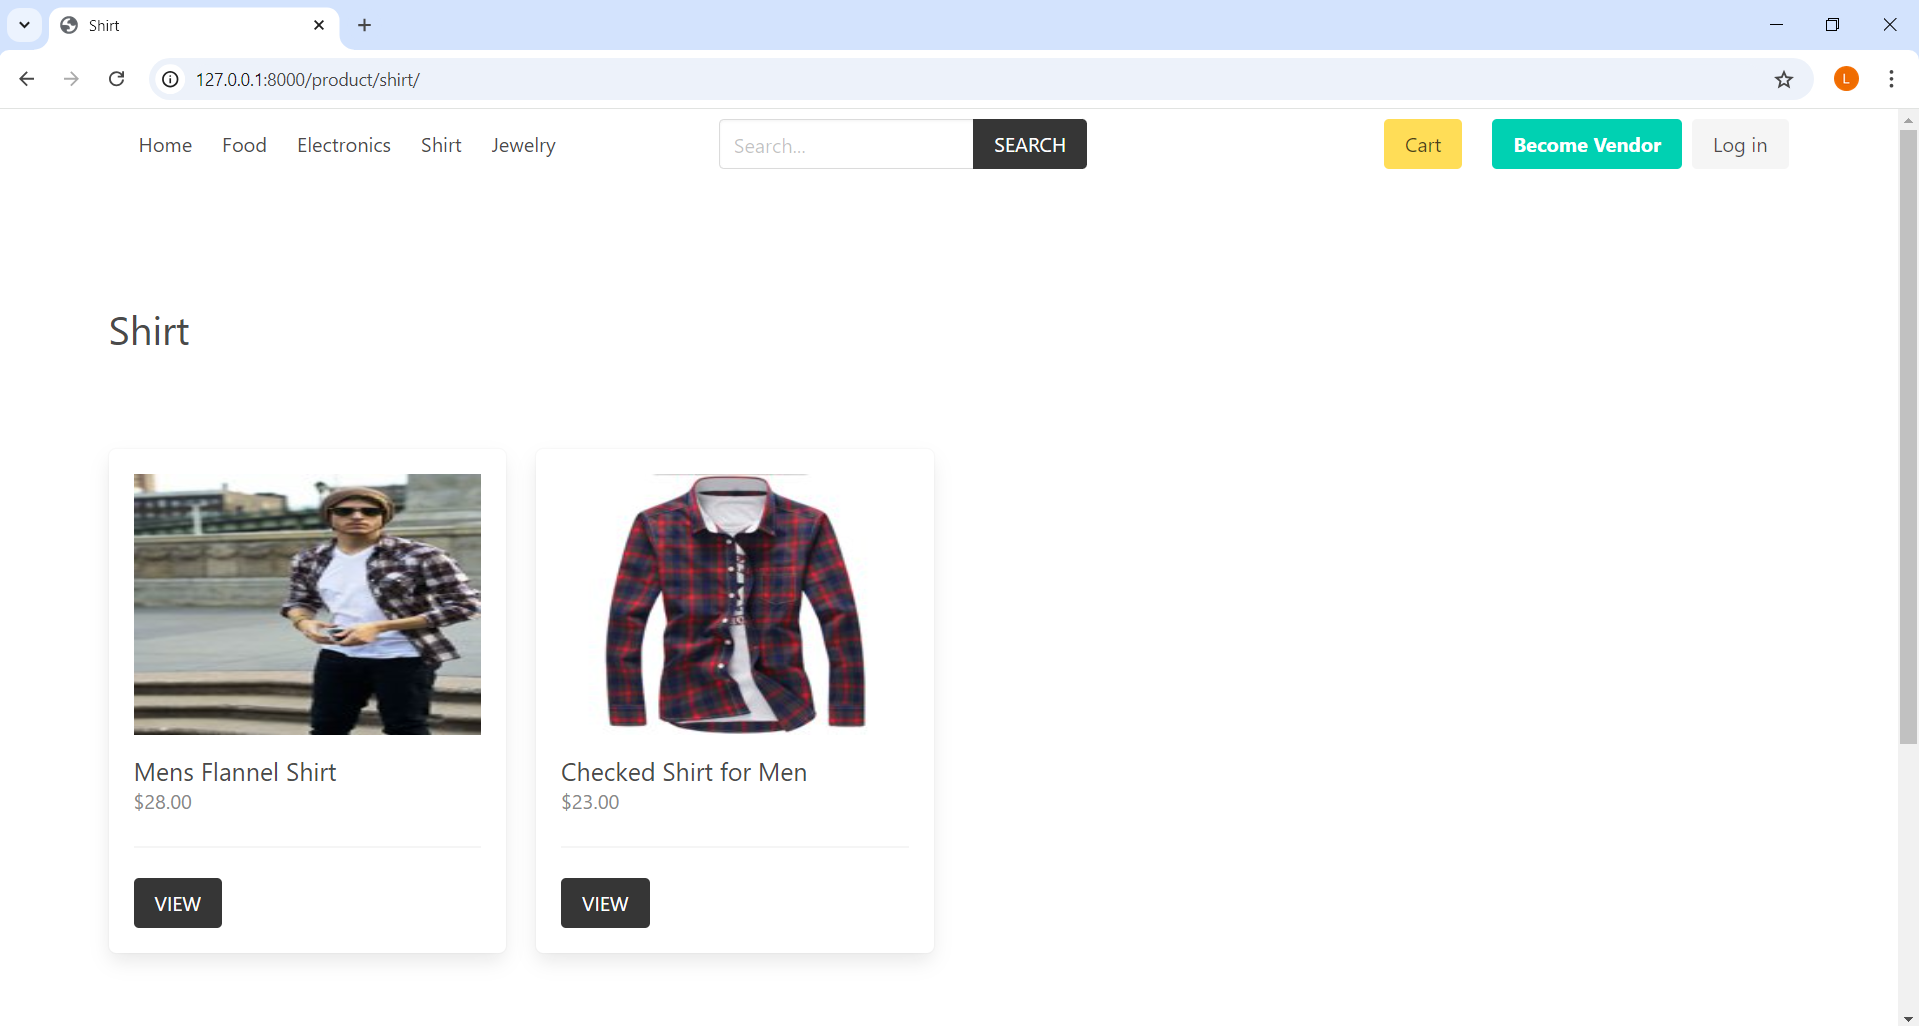 Shirt
127.0.0.1:8000/product/shirt/
L
Home Food Electronics Shirt Jewelry Search... SEARCH Cart Become Vendor Log in
Shirt
Mens Flannel Shirt
$28.00
VIEW
Checked Shirt for Men
$23.00
VIEW